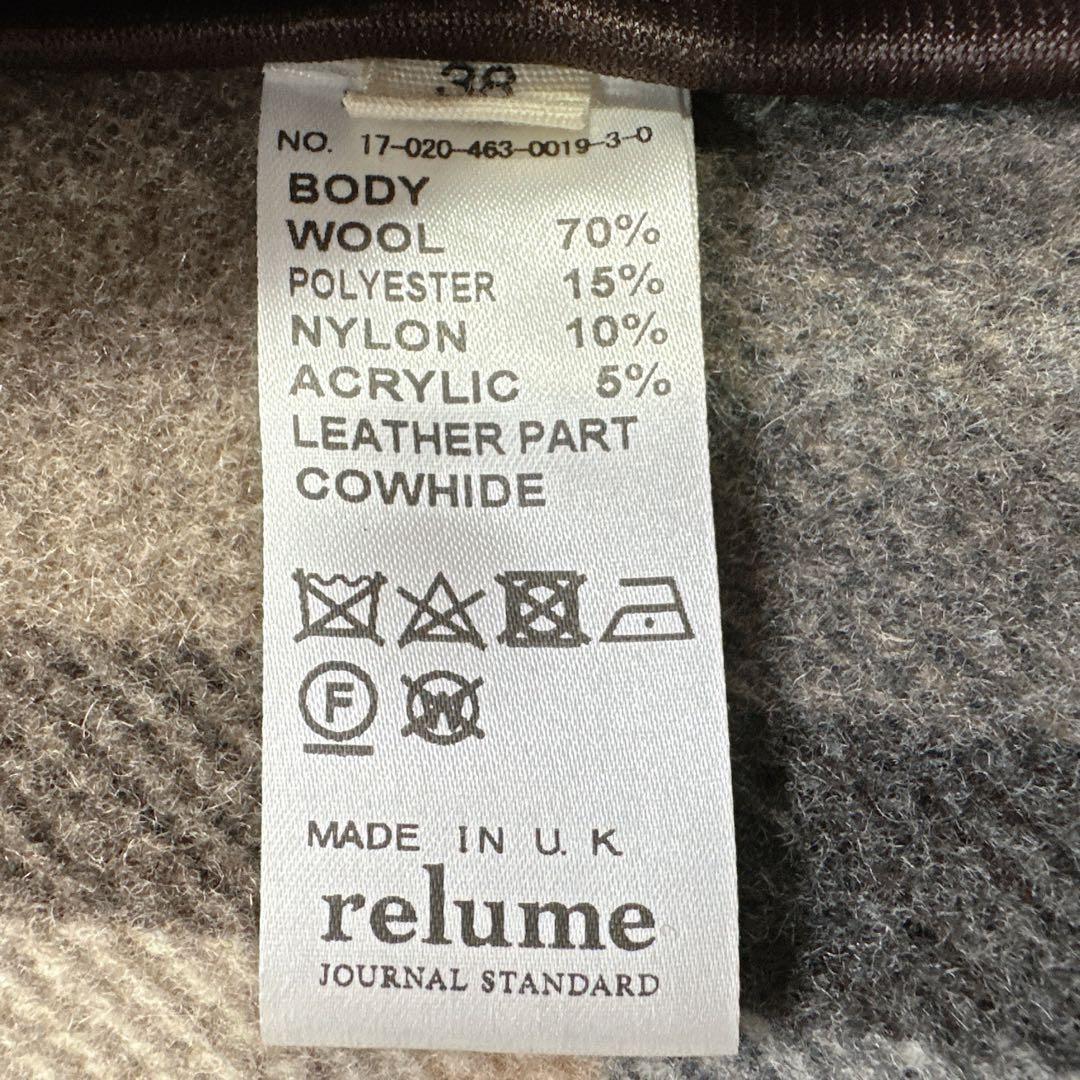 38
NO. 17-020-463-0019-3-0
BODY
WOOL 70%
POLYESTER 15%
NYLON 10%
ACRYLIC 5%
LEATHER PART
COWHIDE
F W
MADE IN U. K
relume
JOURNAL STANDARD